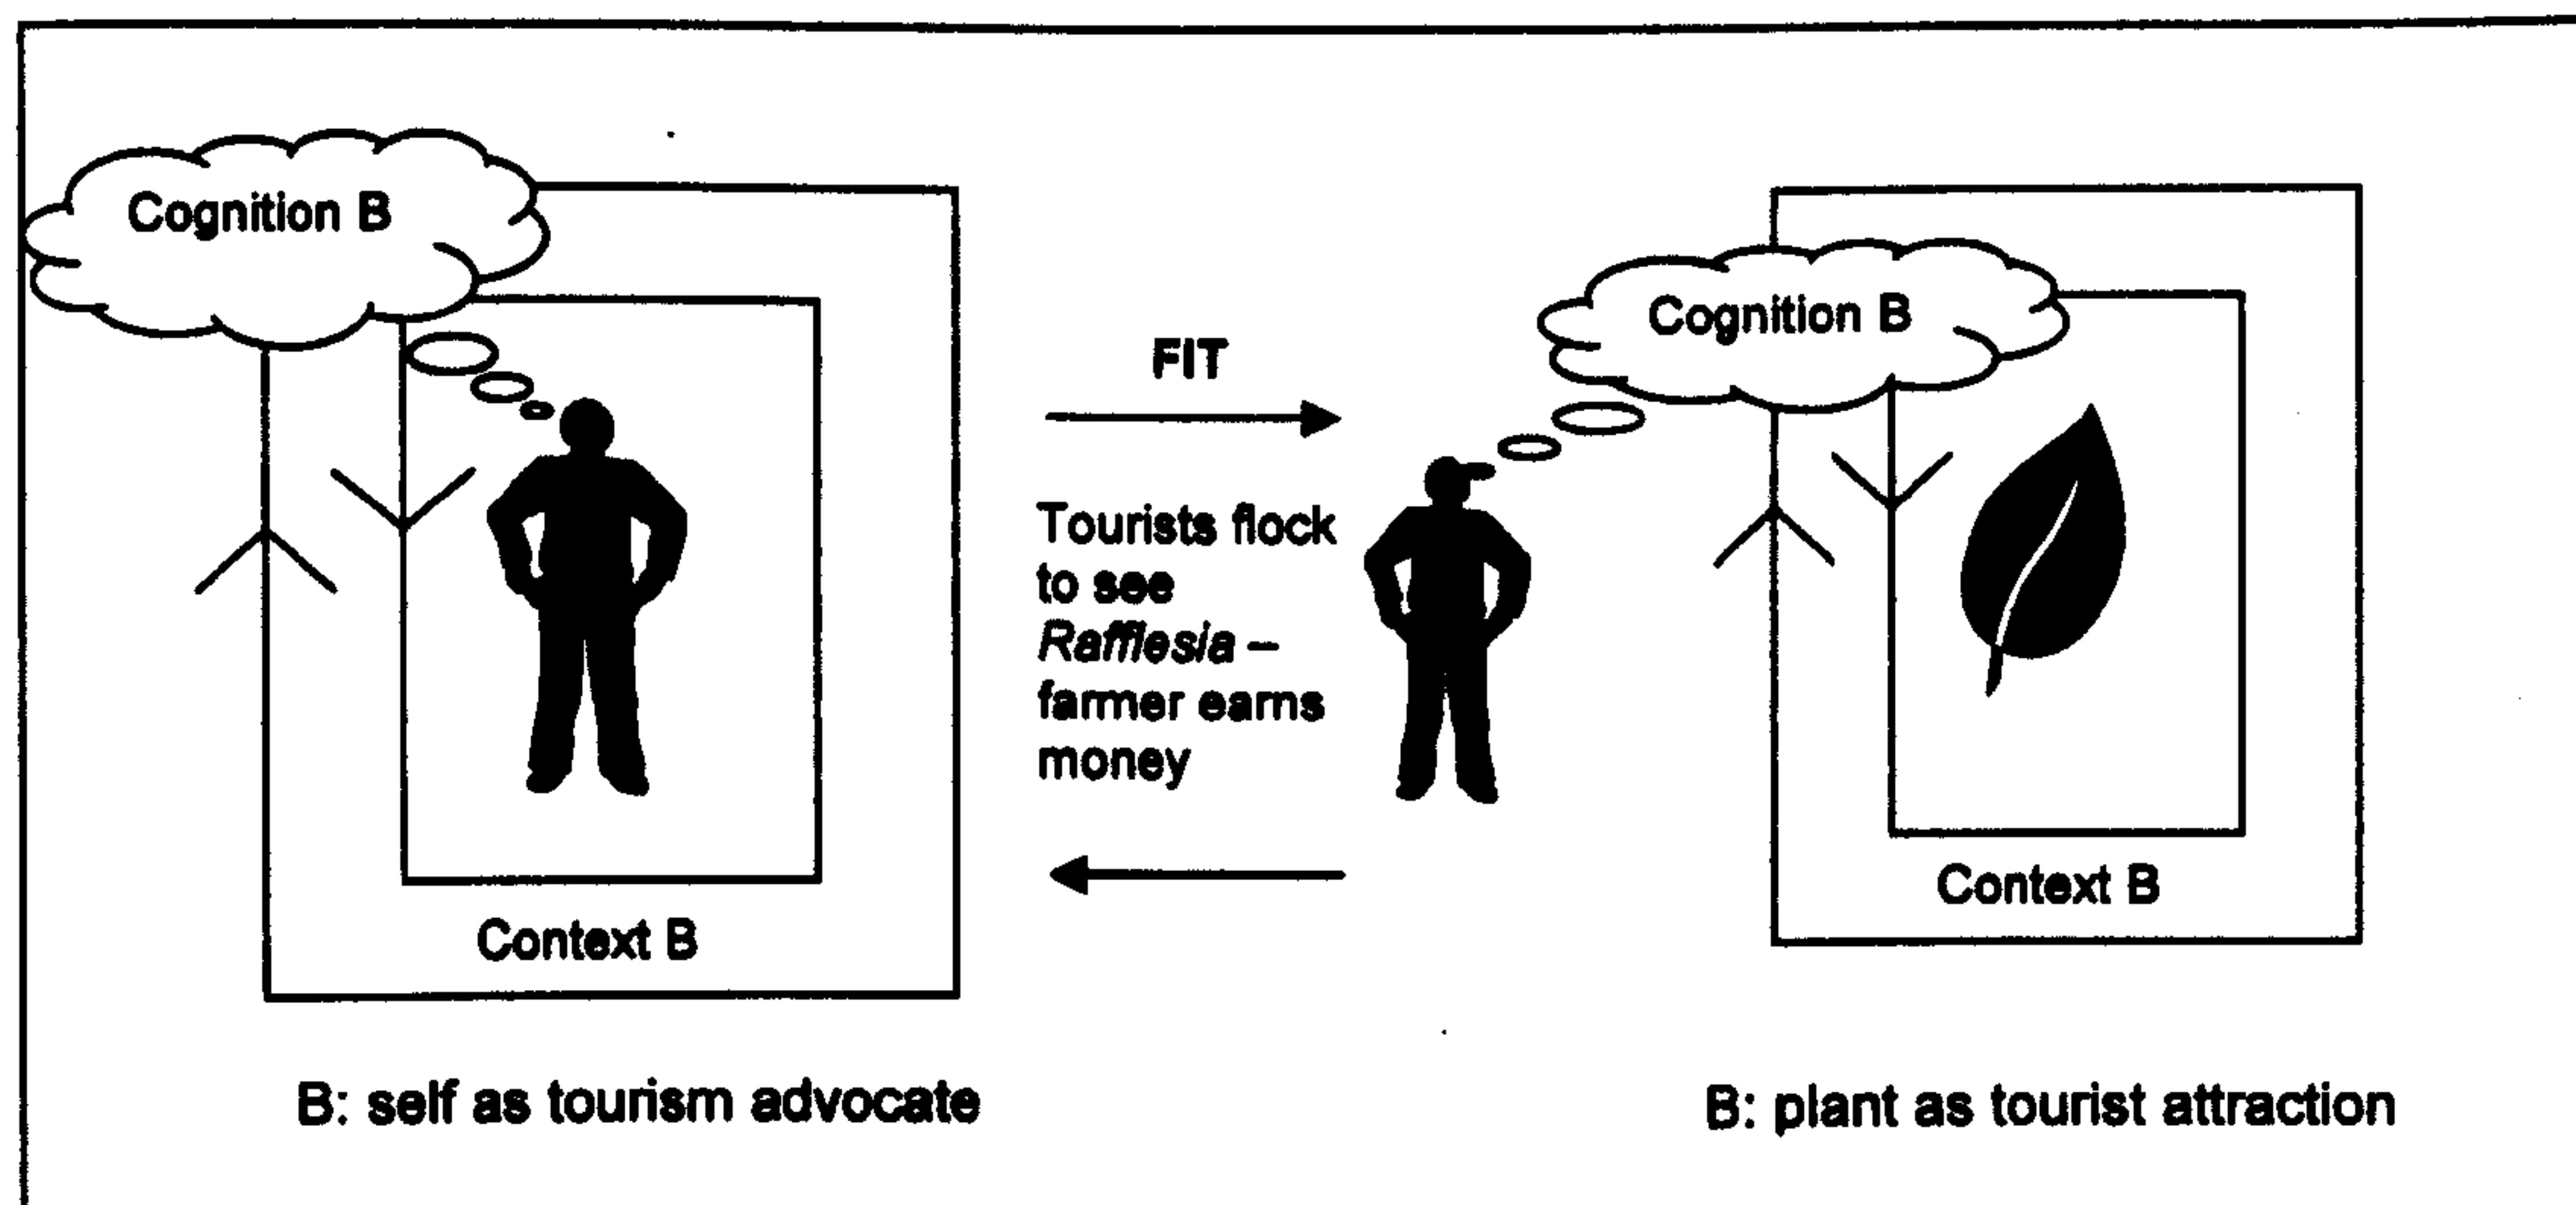 Cognition B
Context B
B: self as tourism advocate
FIT
Tourists flock
to see
Rafflesia –
farmer earns
money
Cognition B
Context B
B: plant as tourist attraction